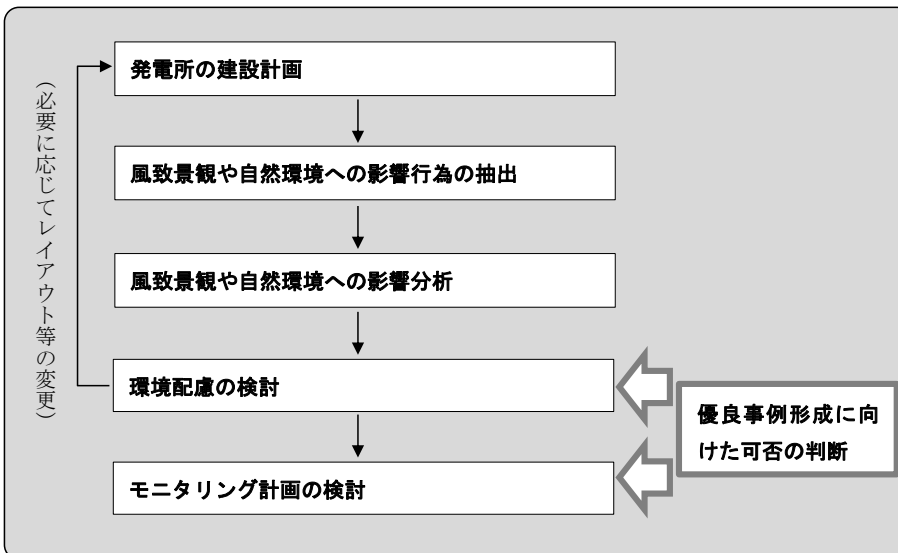 発電所の建設計画
風致景観や自然環境への影響行為の抽出
風致景観や自然環境への影響分析
環境配慮の検討
モニタリング計画の検討
（必要に応じてレイアウト等の変更）
優良事例形成に向
けた可否の判断